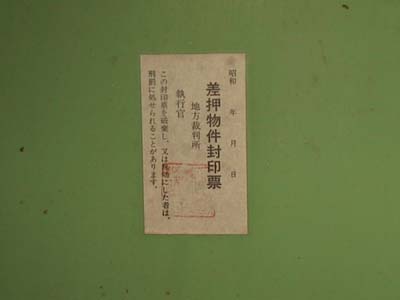 昭和　年　月　日
差押物件封印票
地方裁判所
執行官
この封印票を破棄し、又は無効にした者は、
刑罰に処せられることがあります。